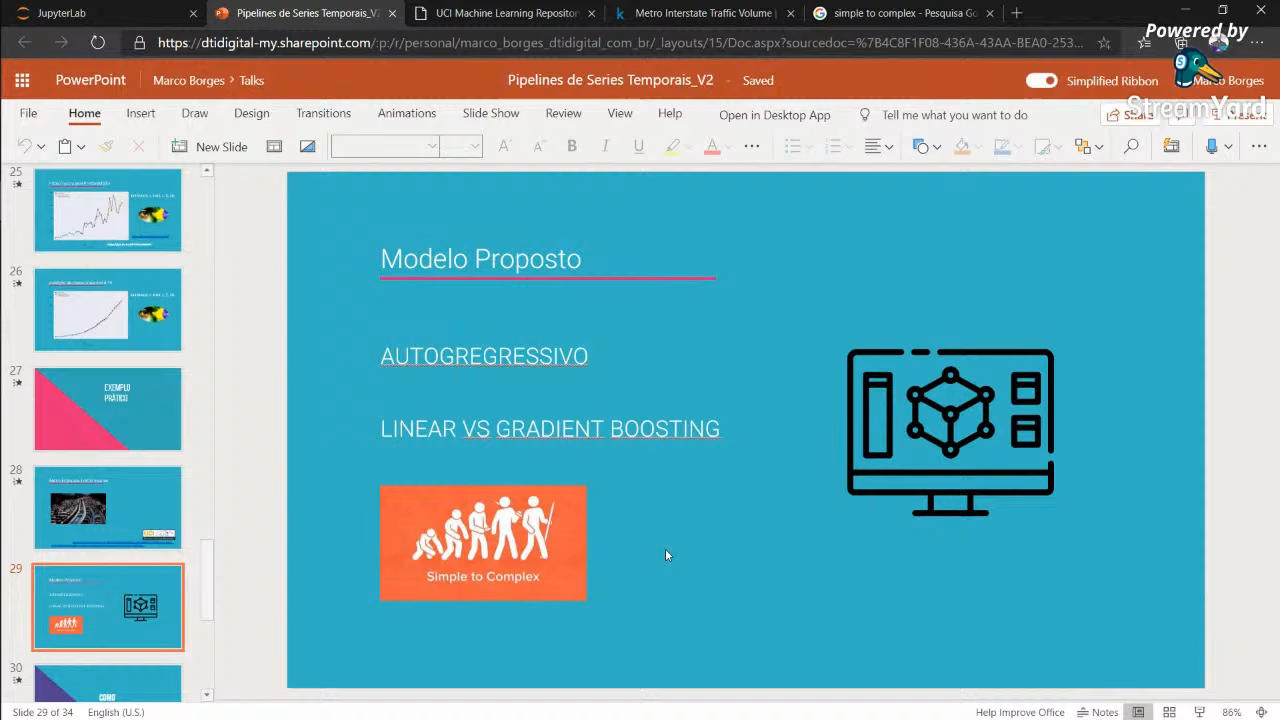 JupyterLab
Pipelines de Series Temporais_V2
UCI Machine Learning Repositor
Metro Interstate Traffic Volume |
simple to complex - Pesquisa Go
Powered by
https://dtidigital-my.sharepoint.com/:p:/r/personal/marco_borges_dtidigital_com_br/_layouts/15/Doc.aspx?sourcedoc=%7B4C8F1F08-436A-43AA-BEA0-253...
PowerPoint
Marco Borges > Talks
Pipelines de Series Temporais_V2 - Saved
Simplified Ribbon
Marco Borges
StreamYard
File
Home
Insert
Draw
Design
Transitions
Animations
Slide Show
Review
View
Help
Open in Desktop App
Tell me what you want to do
Share
New Slide
25
26
27
EXEMPLO
PRÁTICO
28
29
30
COMO
Modelo Proposto
AUTOGREGRESSIVO
LINEAR VS GRADIENT BOOSTING
Simple to Complex
Slide 29 of 34
English (U.S.)
Help Improve Office
Notes
86%